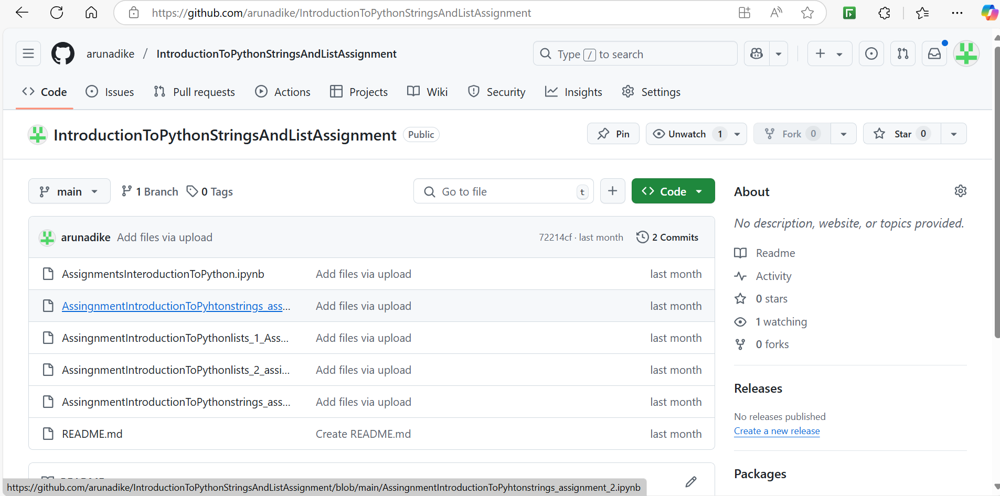 https://github.com/arunadike/IntroductionToPythonStringsAndListAssignment
arunadike / IntroductionToPythonStringsAndListAssignment
Type / to search
Code Issues Pull requests Actions Projects Wiki Security Insights Settings
IntroductionToPythonStringsAndListAssignment Public
Pin Unwatch 1 Fork 0 Star 0
main 1 Branch 0 Tags Go to file t + Code
arunadike Add files via upload 72214cf · last month 2 Commits
AssignmentsInteroductionToPython.ipynb Add files via upload last month
AssingnmentIntroductionToPyhtonstrings_ass... Add files via upload last month
AssingnmentIntroductionToPythonlists_1_Ass... Add files via upload last month
AssingnmentIntroductionToPythonlists_2_assi... Add files via upload last month
AssingnmentIntroductionToPythonstrings_ass... Add files via upload last month
README.md Create README.md last month
About
No description, website, or topics provided.
Readme
Activity
0 stars
1 watching
0 forks
Releases
No releases published
Create a new release
Packages
README
https://github.com/arunadike/IntroductionToPythonStringsAndListAssignment/blob/main/AssingnmentIntroductionToPyhtonstrings_assignment_2.ipynb